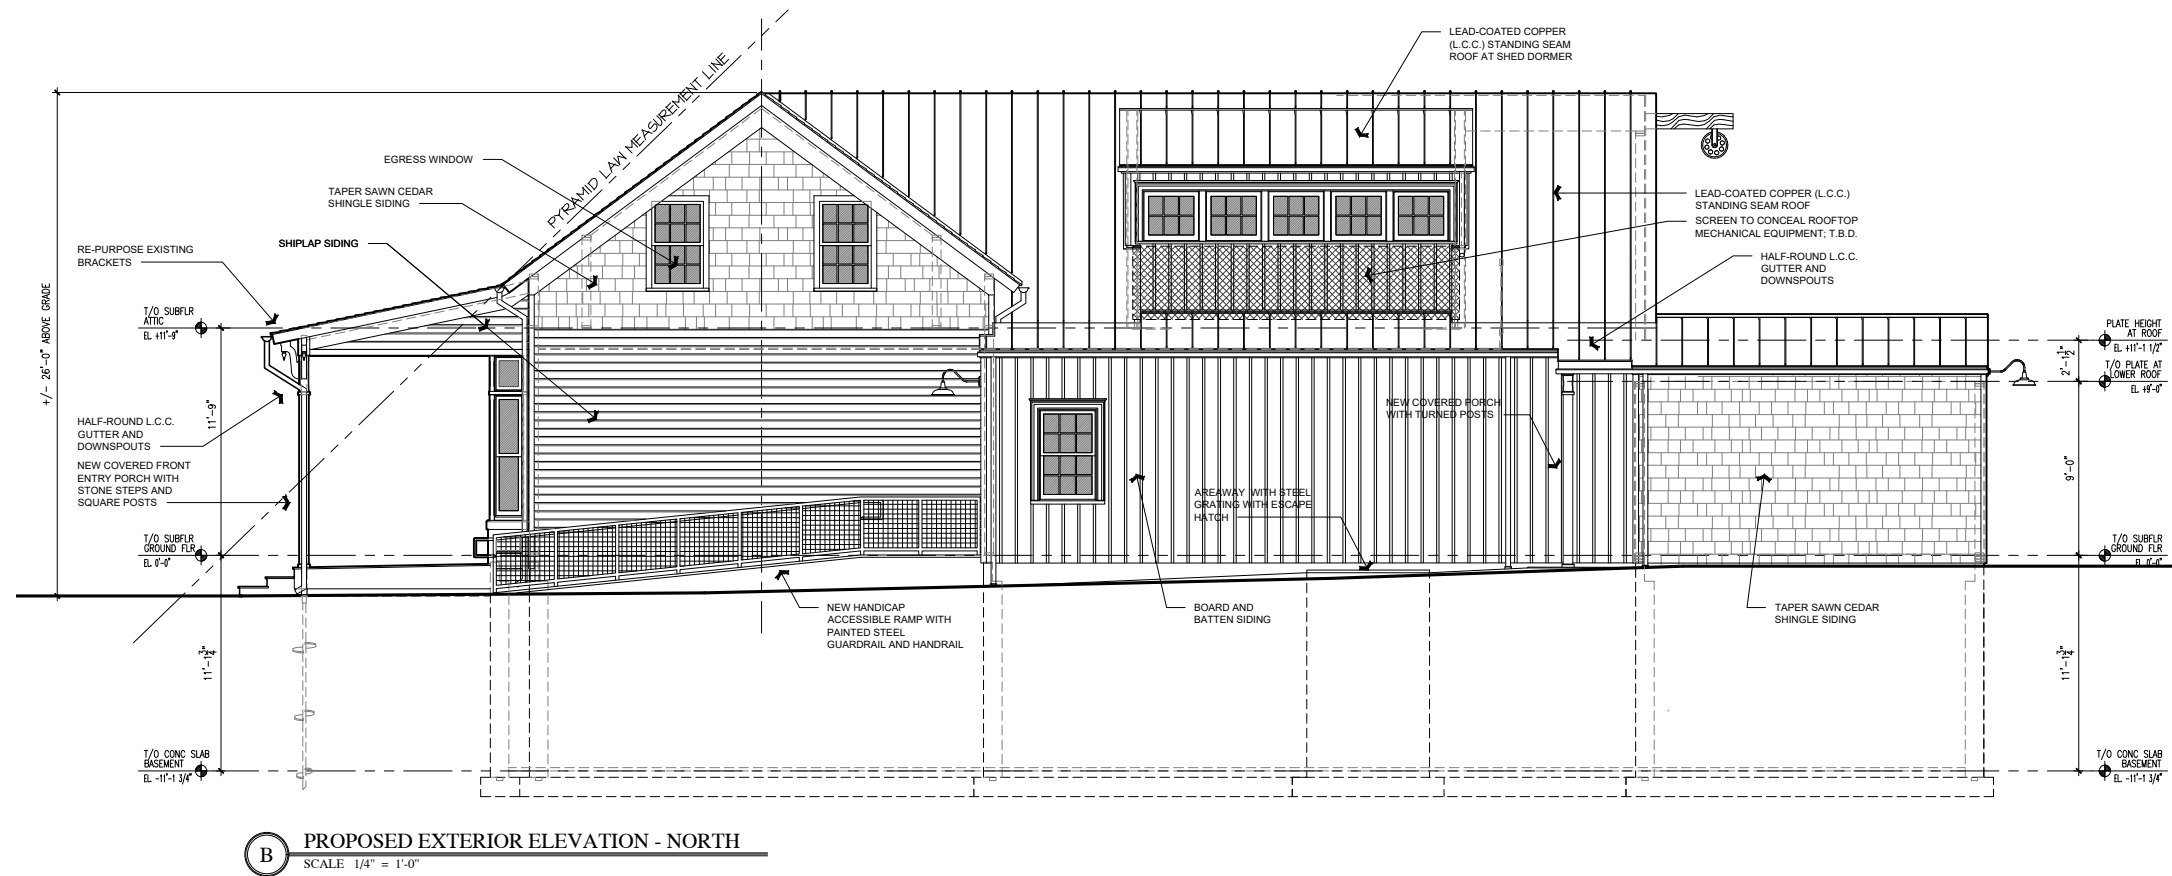 LEAD-COATED COPPER
(L.C.C.) STANDING SEAM
ROOF AT SHED DORMER
PYRAMID LAW MEASUREMENT LINE
EGRESS WINDOW
TAPER SAWN CEDAR
SHINGLE SIDING
SHIPLAP SIDING
RE-PURPOSE EXISTING
BRACKETS
LEAD-COATED COPPER (L.C.C.)
STANDING SEAM ROOF
SCREEN TO CONCEAL ROOFTOP
MECHANICAL EQUIPMENT; T.B.D.
HALF-ROUND L.C.C.
GUTTER AND
DOWNSPOUTS
+/- 26'-0" ABOVE GRADE
T/O SUBFLR
ATTIC
EL +11'-9"
11'-9"
PLATE HEIGHT
AT ROOF
EL +11'-1 1/2"
2'-1 1/2"
T/O PLATE AT
LOWER ROOF
EL +9'-0"
HALF-ROUND L.C.C.
GUTTER AND
DOWNSPOUTS
NEW COVERED FRONT
ENTRY PORCH WITH
STONE STEPS AND
SQUARE POSTS
NEW COVERED PORCH
WITH TURNED POSTS
AREAWAY WITH STEEL
GRATING WITH ESCAPE
HATCH
9'-0"
T/O SUBFLR
GROUND FLR
EL 0'-0"
T/O SUBFLR
GROUND FLR
EL 0'-0"
NEW HANDICAP
ACCESSIBLE RAMP WITH
PAINTED STEEL
GUARDRAIL AND HANDRAIL
BOARD AND
BATTEN SIDING
TAPER SAWN CEDAR
SHINGLE SIDING
11'-1 3/4"
11'-1 3/4"
T/O CONC SLAB
BASEMENT
EL -11'-1 3/4"
T/O CONC SLAB
BASEMENT
EL -11'-1 3/4"
B
PROPOSED EXTERIOR ELEVATION - NORTH
SCALE 1/4" = 1'-0"